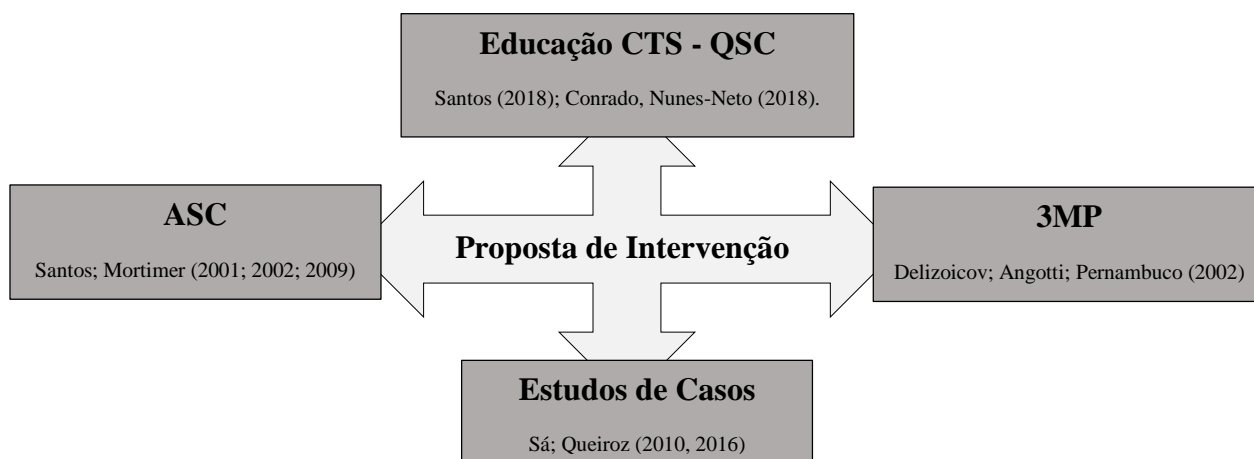 Educação CTS - QSC
Santos (2018); Conrado, Nunes-Neto (2018).
ASC
Santos; Mortimer (2001; 2002; 2009)
Proposta de Intervenção
3MP
Delizoicov; Angotti; Pernambuco (2002)
Estudos de Casos
Sá; Queiroz (2010, 2016)